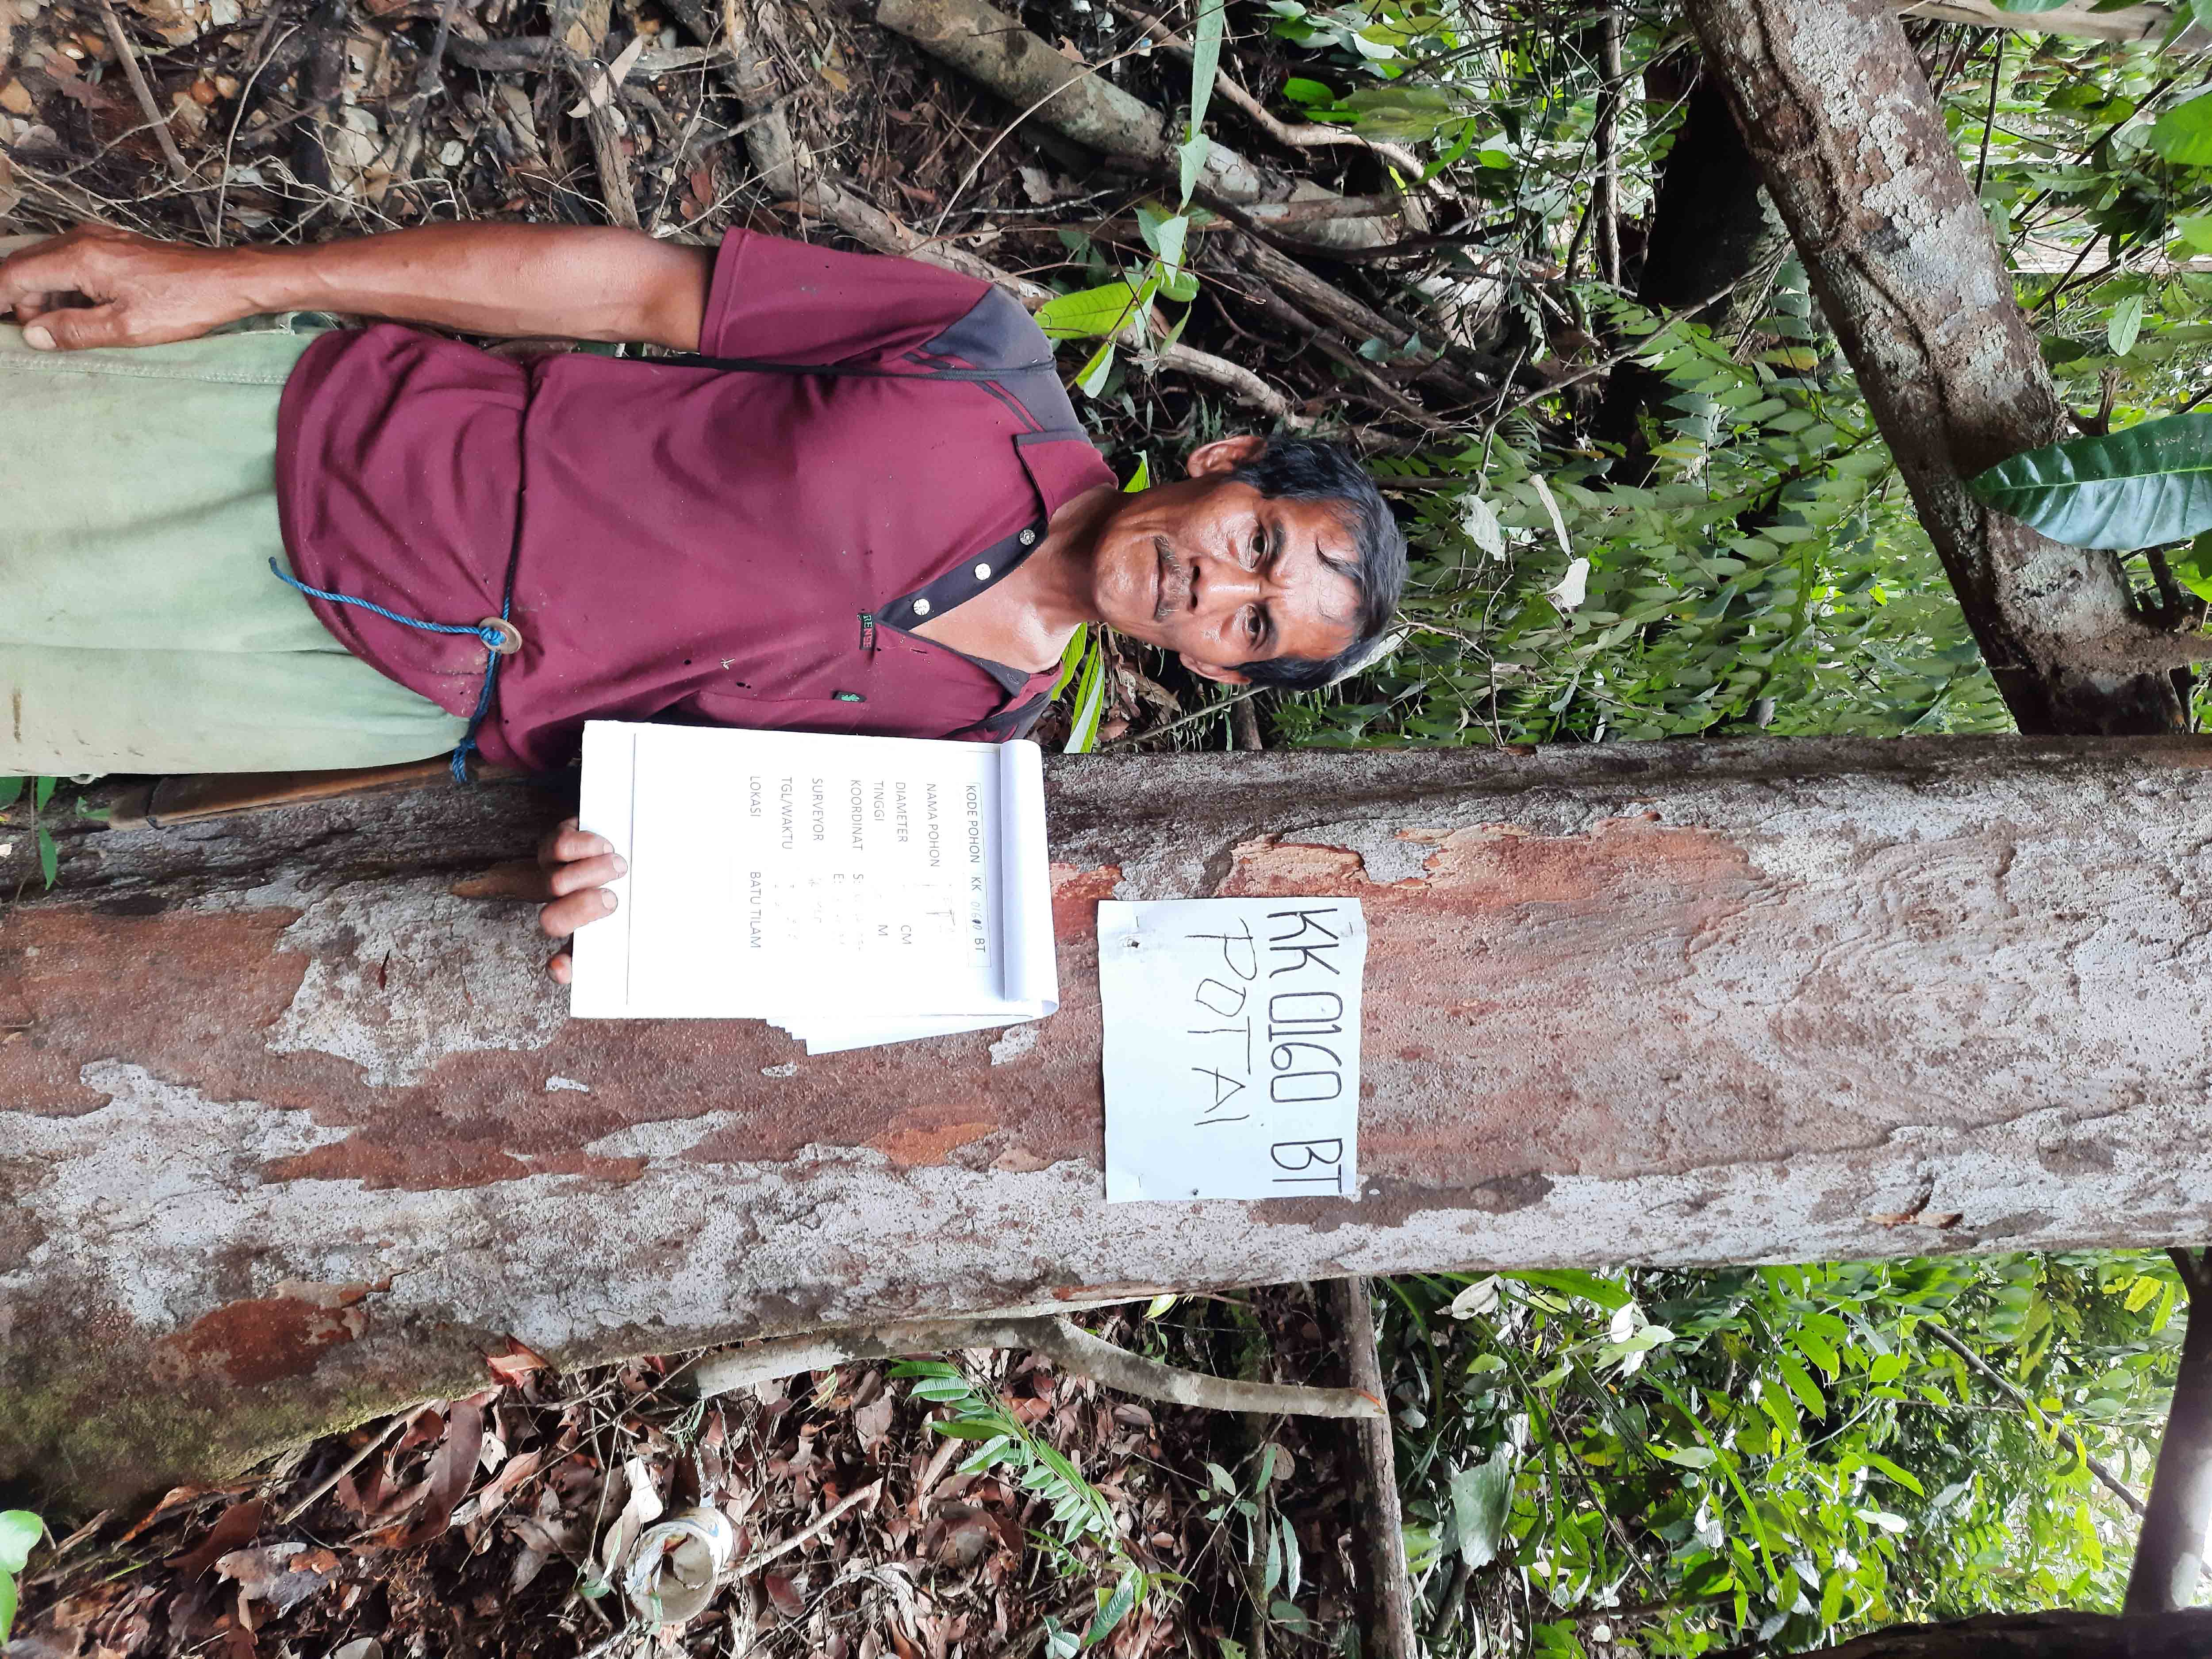 KK 0160 BT
POTAI
KODE POHON KK 0160 BT
NAMA POHON
DIAMETER CM
TINGGI M
KOORDINAT S:
E:
SURVEYOR
TGL/WAKTU
LOKASI BATU TILAM